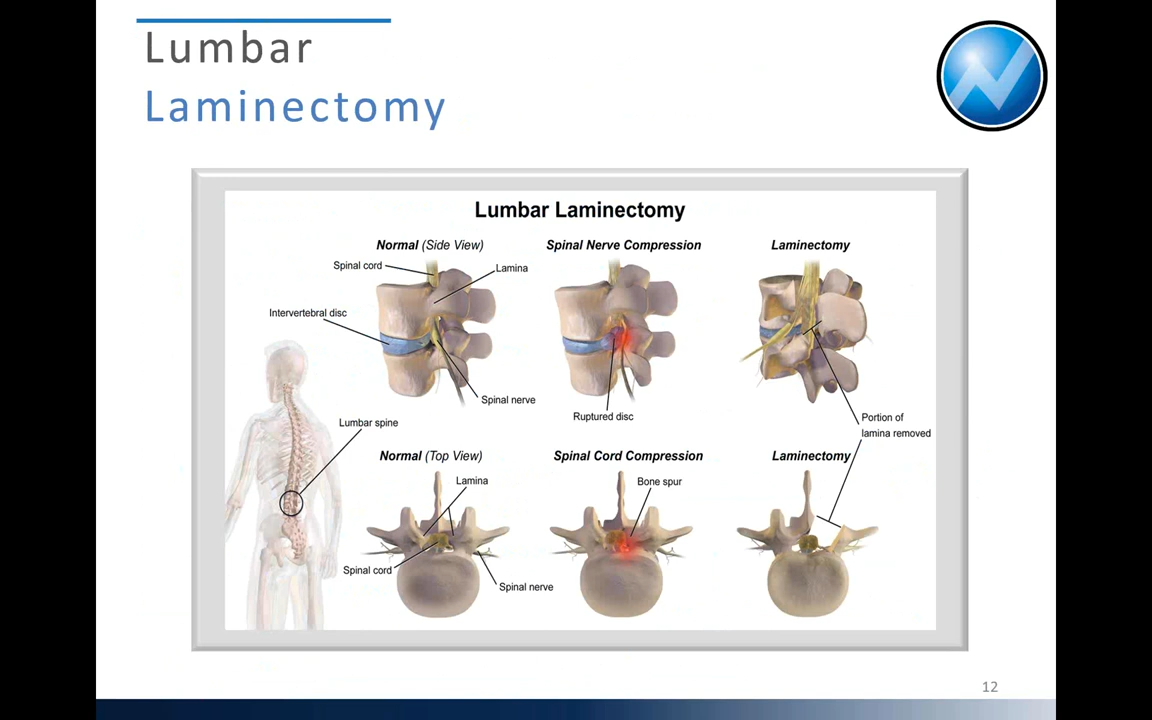 Lumbar
Laminectomy
Lumbar Laminectomy
Normal (Side View)
Spinal Nerve Compression
Laminectomy
Spinal cord
Lamina
Intervertebral disc
Spinal nerve
Ruptured disc
Portion of
lamina removed
Lumbar spine
Normal (Top View)
Spinal Cord Compression
Laminectomy
Lamina
Bone spur
Spinal cord
Spinal nerve
12